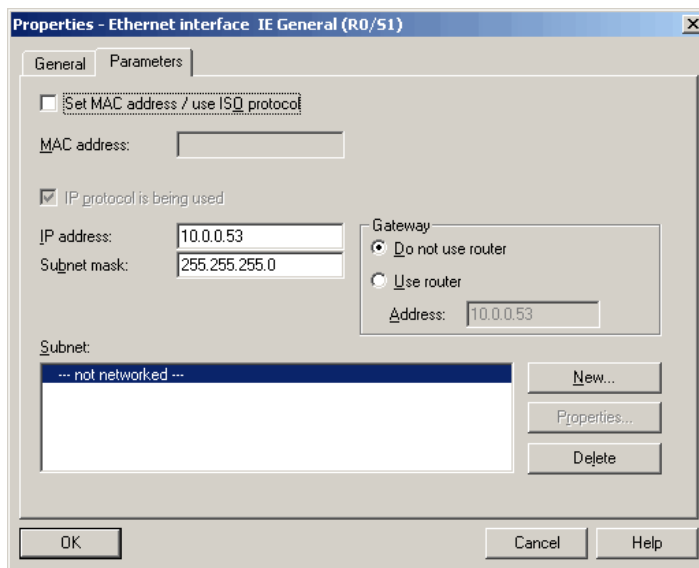 Properties - Ethernet interface IE General (R0/S1)
General Parameters
Set MAC address / use ISO protocol
MAC address:
IP protocol is being used
IP address: 10.0.0.53
Subnet mask: 255.255.255.0
Gateway
Do not use router
Use router
Address: 10.0.0.53
Subnet:
--- not networked ---
New...
Properties...
Delete
OK Cancel Help